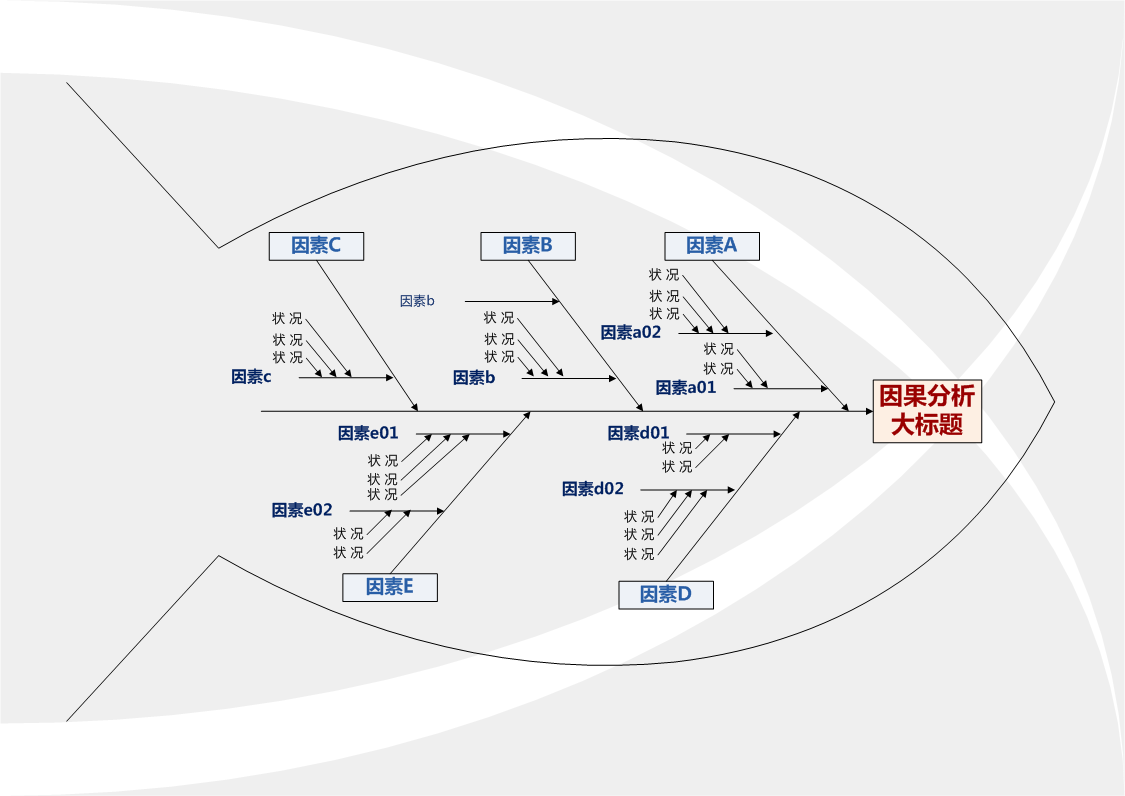 因素C
因素B
因素A
状 况
状 况
状 况
因素a02
状 况
状 况
因素a01
因素b
状 况
状 况
状 况
因素b
状 况
状 况
状 况
因素c
因果分析
大标题
因素e01
状 况
状 况
状 况
因素e02
状 况
状 况
因素E
因素d01
状 况
状 况
因素d02
状 况
状 况
状 况
因素D